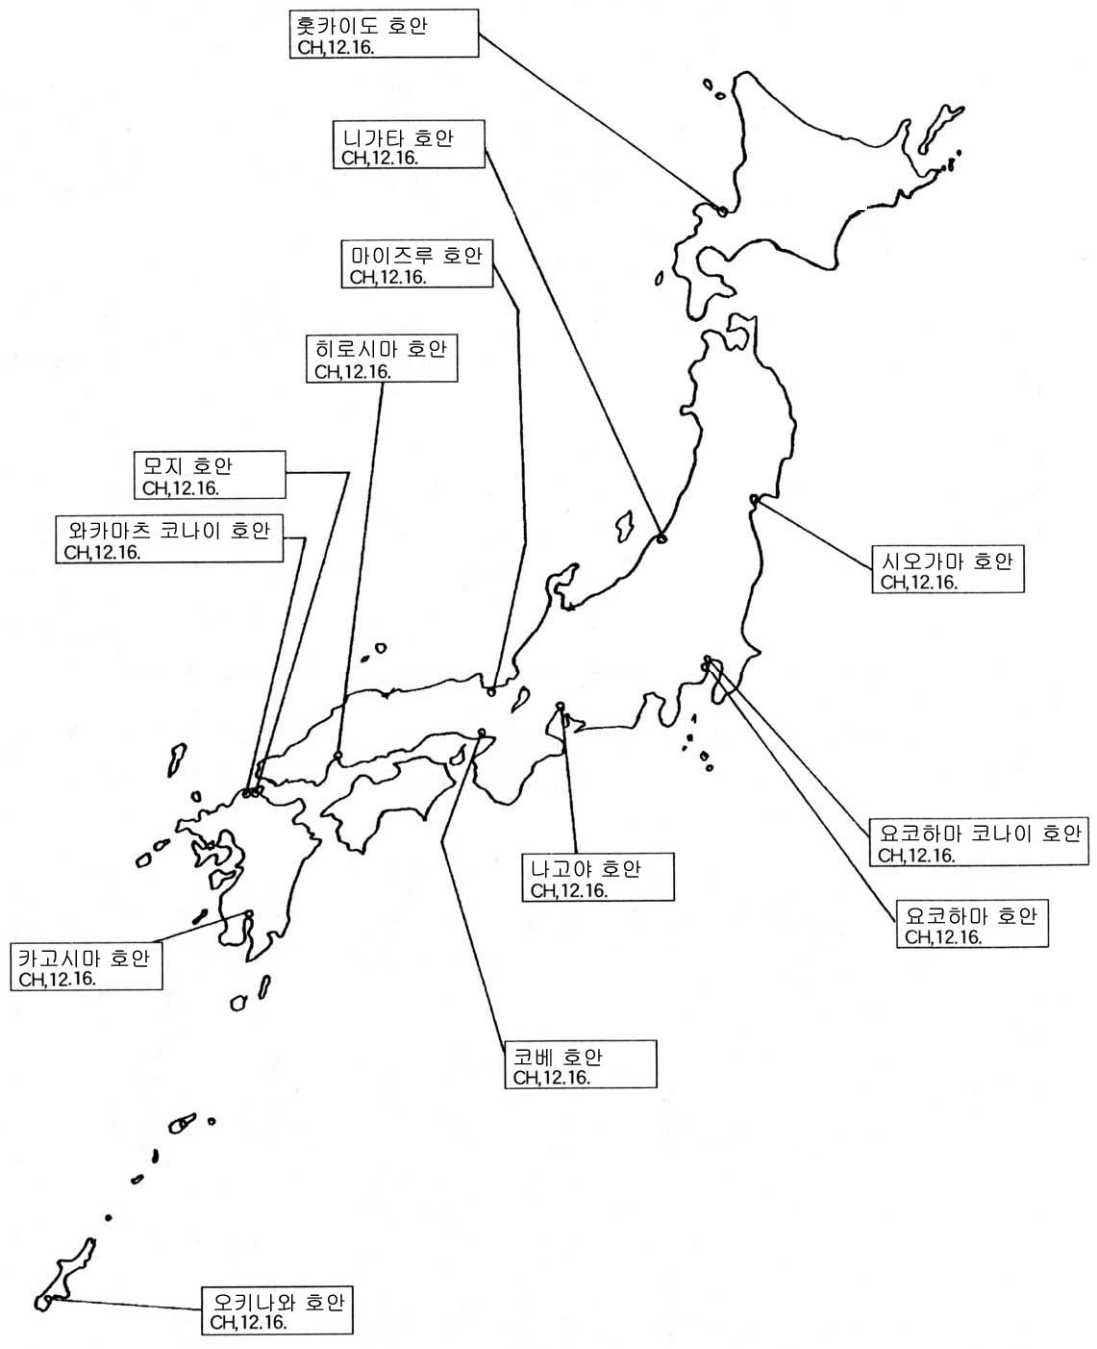 홋카이도 호안
CH,12.16.
니가타 호안
CH,12.16.
마이즈루 호안
CH,12.16.
히로시마 호안
CH,12.16.
모지 호안
CH,12.16.
와카마츠 코나이 호안
CH,12.16.
시오가마 호안
CH,12.16.
요코하마 코나이 호안
CH,12.16.
나고야 호안
CH,12.16.
요코하마 호안
CH,12.16.
카고시마 호안
CH,12.16.
코베 호안
CH,12.16.
오키나와 호안
CH,12.16.